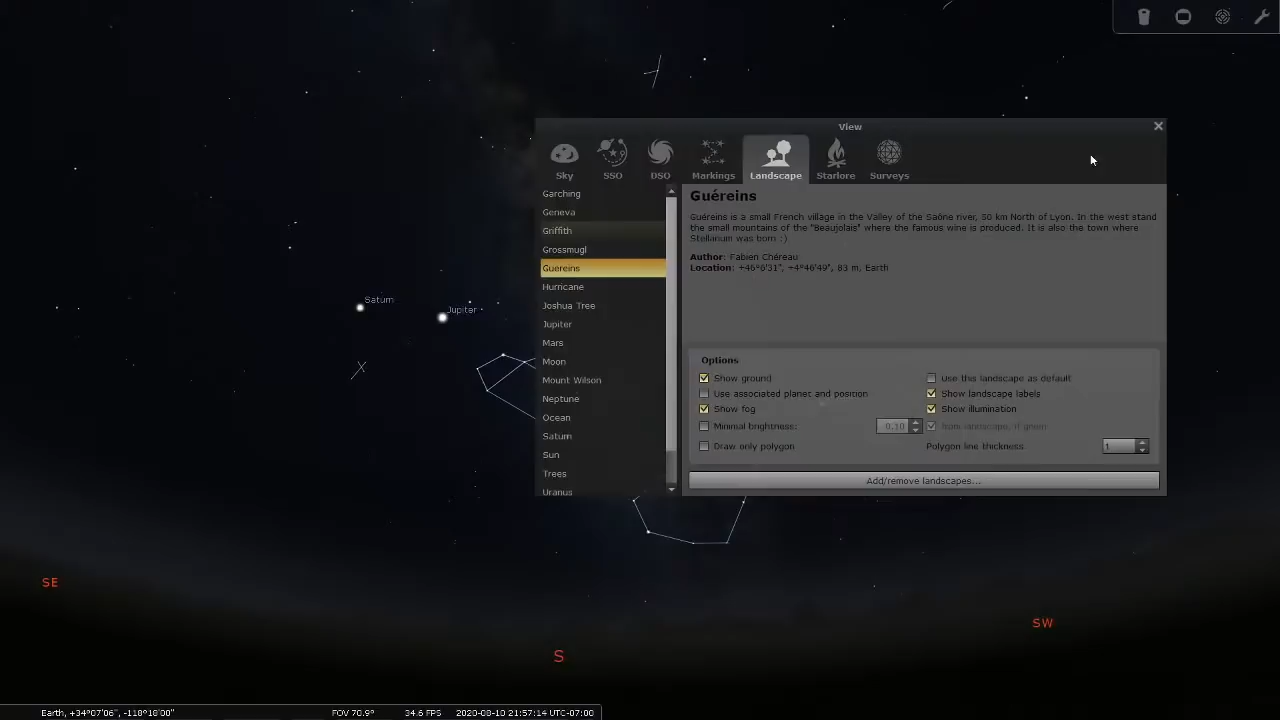 View
Sky
SSO
DSO
Markings
Landscape
Starlore
Surveys
Garching
Geneva
Griffith
Grossmugl
Guereins
Hurricane
Joshua Tree
Jupiter
Mars
Moon
Mount Wilson
Neptune
Ocean
Saturn
Sun
Trees
Uranus
Guéreins
Guéreins is a small French village in the Valley of the Saône river, 50 km North of Lyon. In the west stand
the small mountains of the "Beaujolais" where the famous wine is produced. It is also the town where
Stellarium was born :)
Author: Fabien Chéreau
Location: +46°6'31", +4°46'49", 83 m, Earth
Options
Show ground
Use this landscape as default
Use associated planet and position
Show landscape labels
Show fog
Show illumination
Minimal brightness:
0.10
from landscape, if given
Draw only polygon
Polygon line thickness:
1
Add/remove landscapes...
Saturn
Jupiter
SE
S
SW
Earth, +34°07'06", -118°18'00"
FOV 70.9°
34.6 FPS
2020-08-10 21:57:14 UTC-07:00